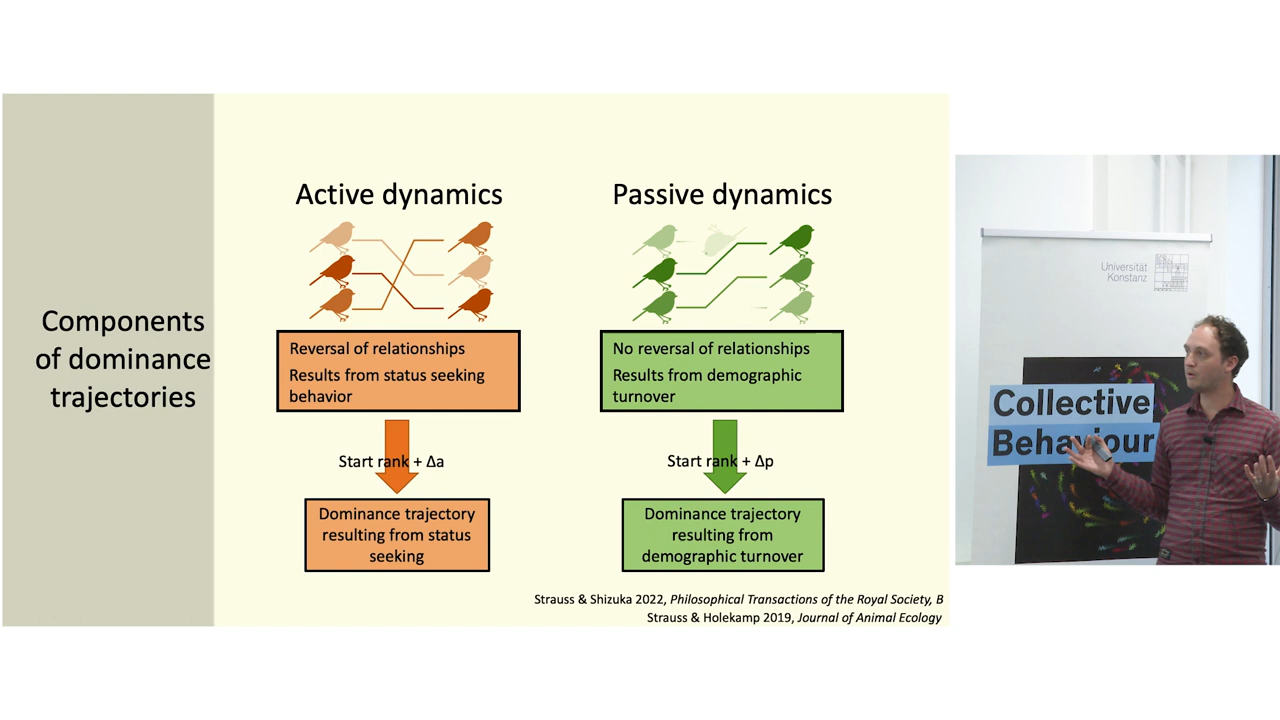 Components
of dominance
trajectories
Active dynamics
Reversal of relationships
Results from status seeking
behavior
Start rank + Δa
Dominance trajectory
resulting from status
seeking
Passive dynamics
No reversal of relationships
Results from demographic
turnover
Start rank + Δp
Dominance trajectory
resulting from
demographic turnover
Strauss & Shizuka 2022, Philosophical Transactions of the Royal Society, B
Strauss & Holekamp 2019, Journal of Animal Ecology
Universität
Konstanz
Collective
Behaviour